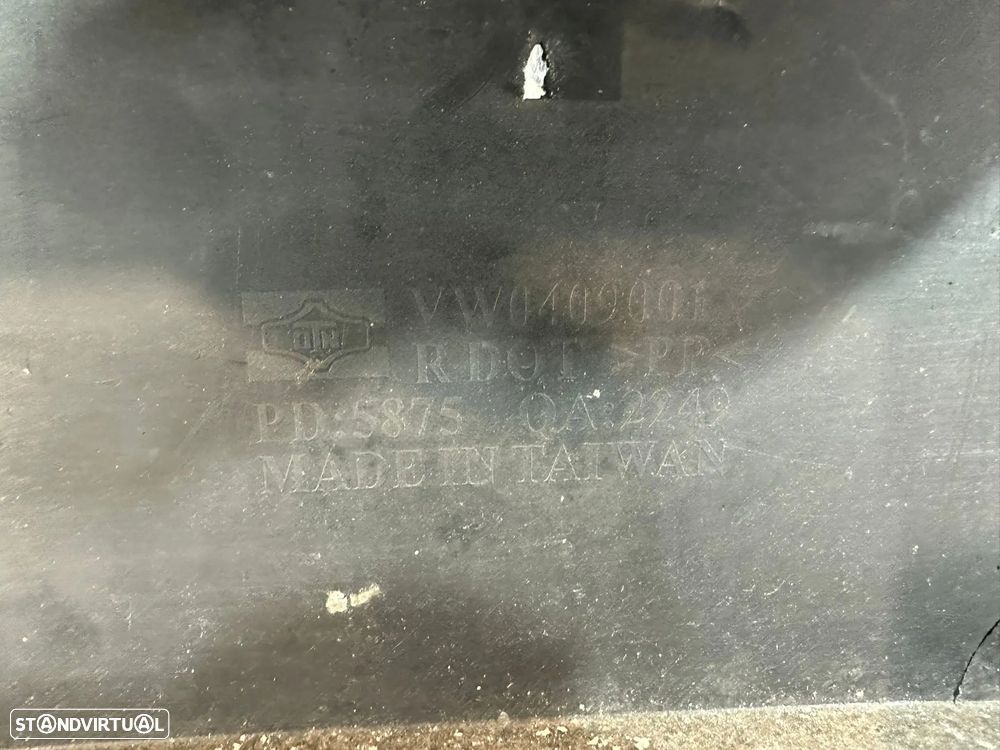 VW0409001
R DOT >PP<
PD:5875 QA:2249
MADE IN TAIWAN
STANDVIRTUAL